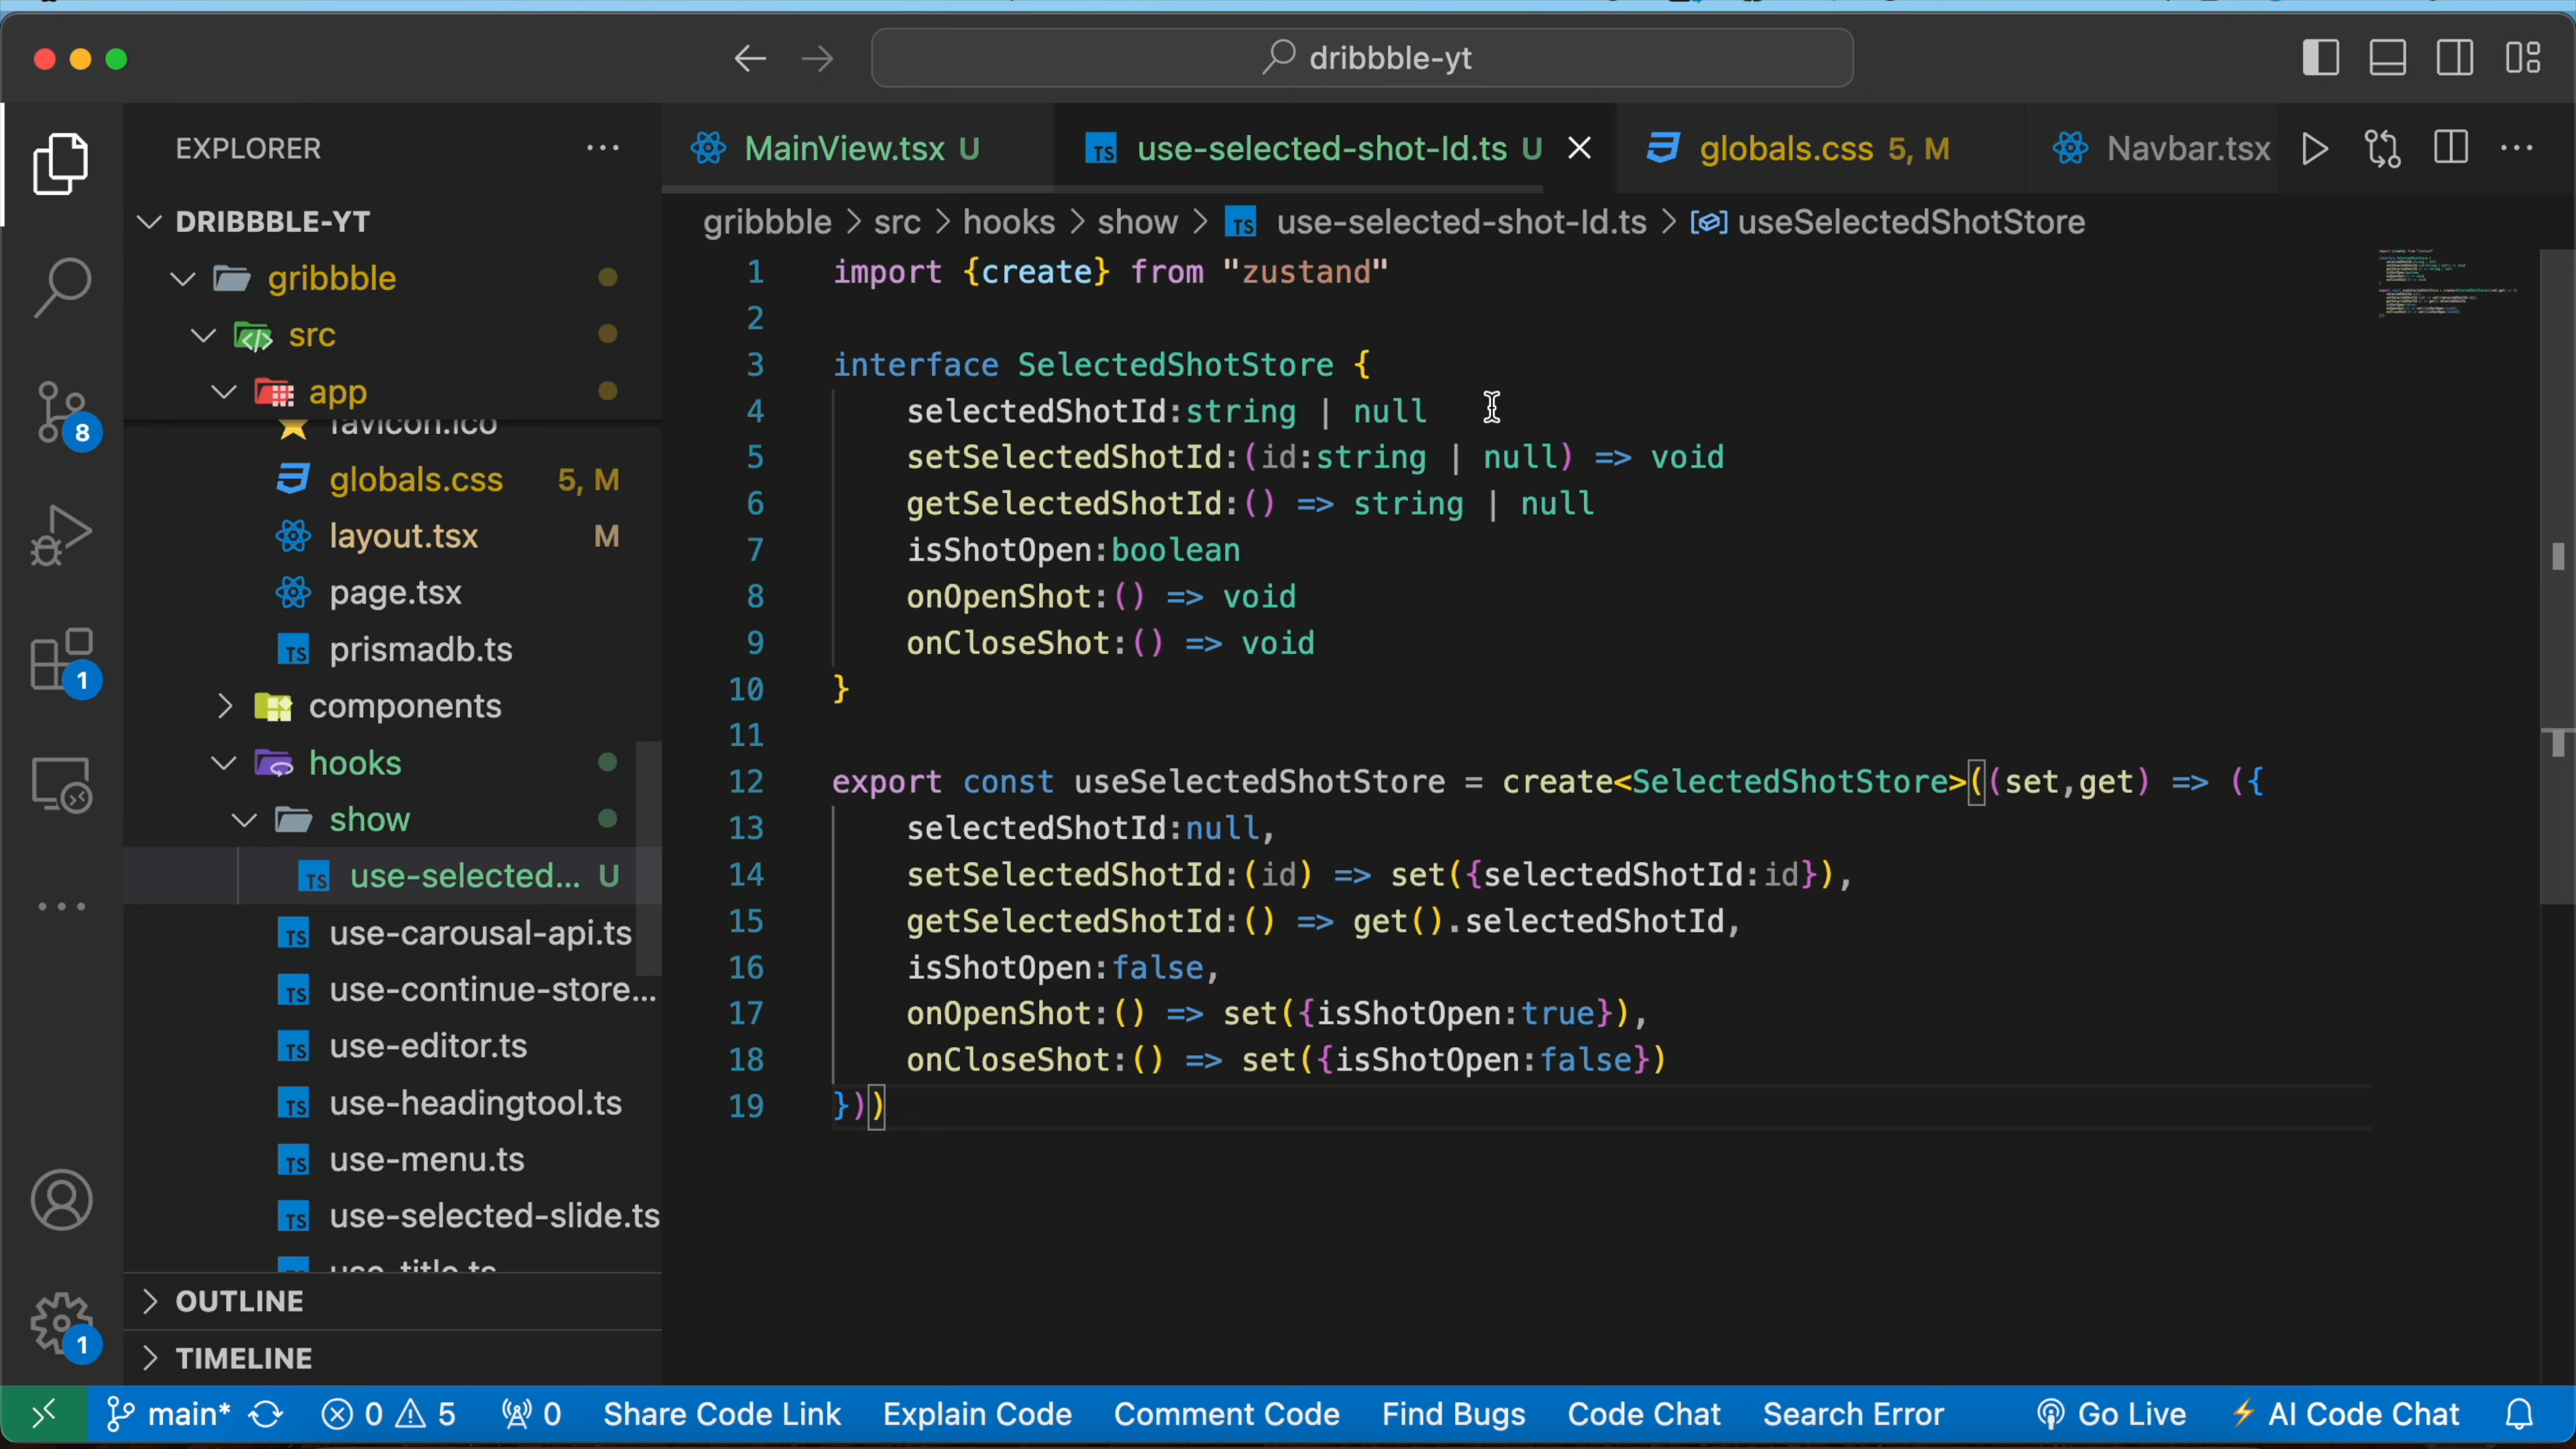 dribbble-yt
EXPLORER
MainView.tsx U
use-selected-shot-Id.ts U
globals.css 5, M
Navbar.tsx
DRIBBBLE-YT
gribbble
src
app
favicon.ico
globals.css 5, M
layout.tsx M
page.tsx
prismadb.ts
components
hooks
show
use-selected... U
use-carousal-api.ts
use-continue-store...
use-editor.ts
use-headingtool.ts
use-menu.ts
use-selected-slide.ts
use-title.ts
OUTLINE
TIMELINE
8
1
1
gribbble > src > hooks > show > TS use-selected-shot-Id.ts > useSelectedShotStore
1 import {create} from "zustand"
2
3 interface SelectedShotStore {
4 selectedShotId:string | null
5 setSelectedShotId:(id:string | null) => void
6 getSelectedShotId:() => string | null
7 isShotOpen:boolean
8 onOpenShot:() => void
9 onCloseShot:() => void
10 }
11
12 export const useSelectedShotStore = create<SelectedShotStore>((set,get) => ({
13 selectedShotId:null,
14 setSelectedShotId:(id) => set({selectedShotId:id}),
15 getSelectedShotId:() => get().selectedShotId,
16 isShotOpen:false,
17 onOpenShot:() => set({isShotOpen:true}),
18 onCloseShot:() => set({isShotOpen:false})
19 }))
main* 0 5 0 Share Code Link Explain Code Comment Code Find Bugs Code Chat Search Error Go Live AI Code Chat